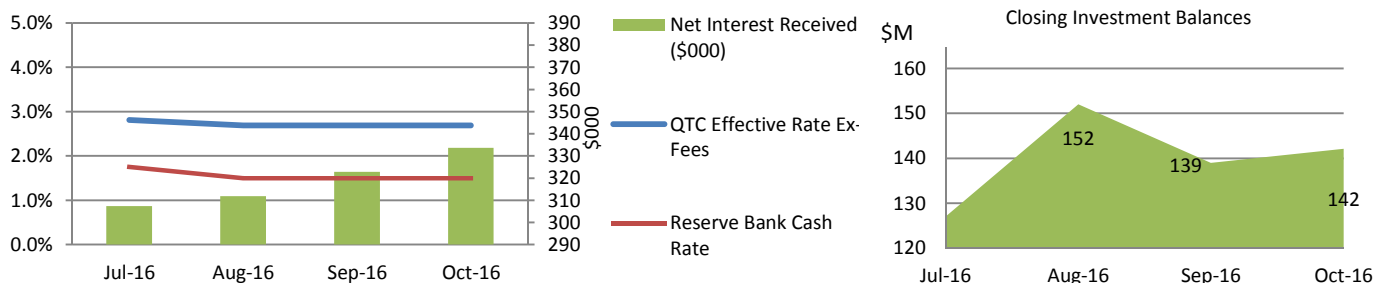 5.0%
4.0%
3.0%
2.0%
1.0%
0.0%
Jul-16
Aug-16
Sep-16
Oct-16
390
380
370
360
350
340
330
320
310
300
290
$000
Net Interest Received
($000)
QTC Effective Rate Ex-
Fees
Reserve Bank Cash
Rate
Closing Investment Balances
$M
160
150
140
130
120
152
139
142
Jul-16
Aug-16
Sep-16
Oct-16